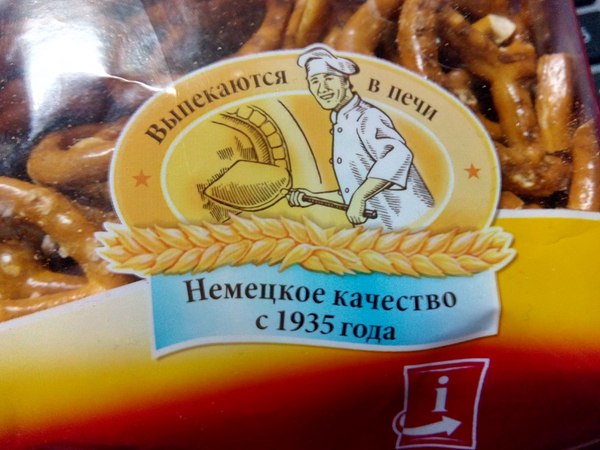 Выпекаются в печи
Немецкое качество
с 1935 года
i